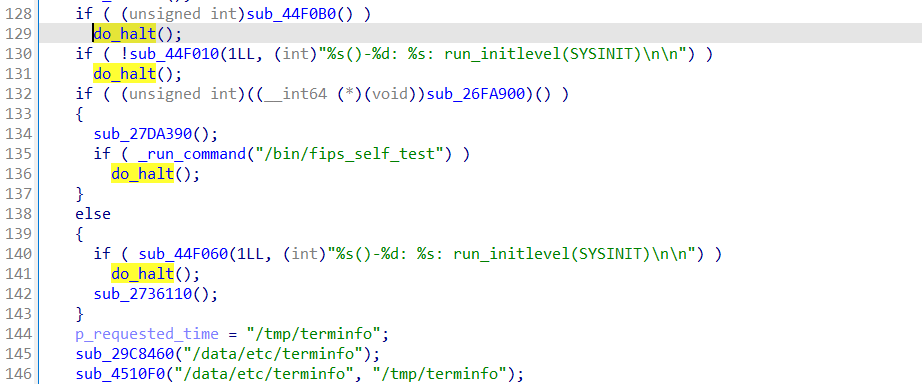 128 if ( (unsigned int)sub_44F0B0() )
129 do_halt();
130 if ( !sub_44F010(1LL, (int)"%s()-%d: %s: run_initlevel(SYSINIT)\n\n") )
131 do_halt();
132 if ( (unsigned int)((__int64 (*)(void))sub_26FA900)() )
133 {
134 sub_27DA390();
135 if ( _run_command("/bin/fips_self_test") )
136 do_halt();
137 }
138 else
139 {
140 if ( sub_44F060(1LL, (int)"%s()-%d: %s: run_initlevel(SYSINIT)\n\n") )
141 do_halt();
142 sub_2736110();
143 }
144 p_requested_time = "/tmp/terminfo";
145 sub_29C8460("/data/etc/terminfo");
146 sub_4510F0("/data/etc/terminfo", "/tmp/terminfo");